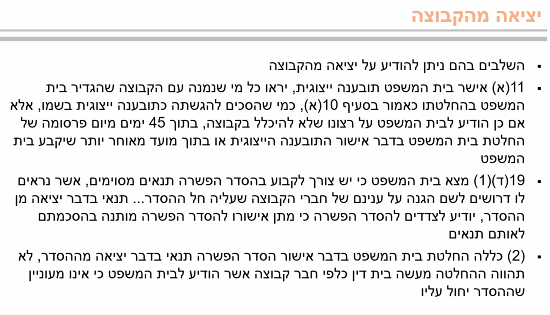 יציאה מהקבוצה
השלבים בהם ניתן להודיע על יציאה מהקבוצה
11(א) אישר בית המשפט תובענה ייצוגית, יראו כל מי שנמנה עם הקבוצה שהגדיר בית
המשפט בהחלטתו כאמור בסעיף 10(א), כמי שהסכים להגשתה כתובענה ייצוגית בשמו, אלא
אם כן הודיע לבית המשפט על רצונו שלא להיכלל בקבוצה, בתוך 45 ימים מיום פרסומה של
החלטת בית המשפט בדבר אישור התובענה הייצוגית או בתוך מועד מאוחר יותר שיקבע בית
המשפט
19(ד)(1) מצא בית המשפט כי יש צורך לקבוע בהסדר הפשרה תנאים מסוימים, אשר נראים
לו דרושים לשם הגנה על ענינם של חברי הקבוצה שעליה חל ההסדר... תנאי בדבר יציאה מן
ההסדר, יודיע לצדדים להסדר הפשרה כי מתן אישורו להסדר הפשרה מותנה בהסכמתם
לאותם תנאים
(2) כללה החלטת בית המשפט בדבר אישור הסדר הפשרה תנאי בדבר יציאה מההסדר, לא
תהווה ההחלטה מעשה בית דין כלפי חבר קבוצה אשר הודיע לבית המשפט כי אינו מעוניין
שההסדר יחול עליו